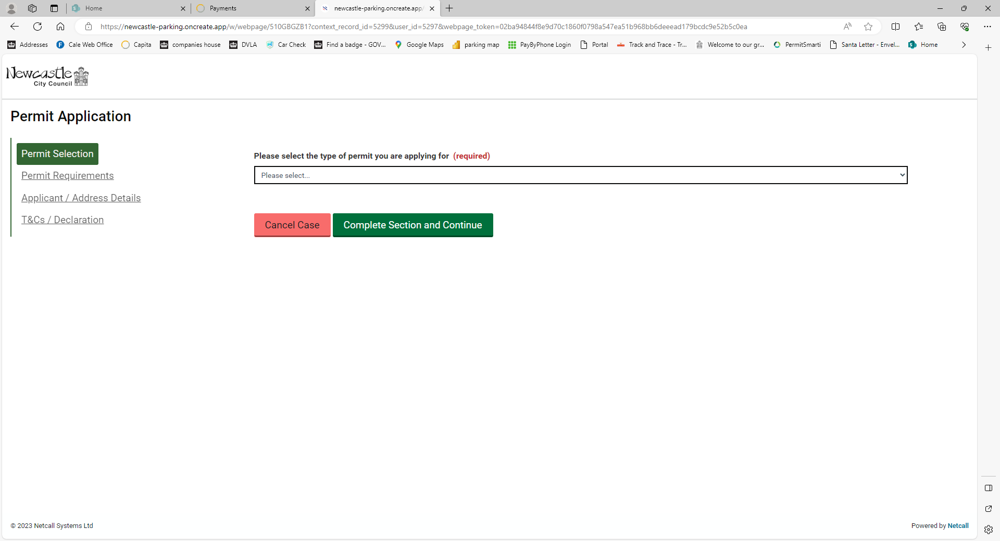 Home
Payments
newcastle-parking.oncreate.app/
https://newcastle-parking.oncreate.app/w/webpage/510GBGZB1?context_record_id=5299&user_id=5297&webpage_token=02ba94844f8e9d70c1860f0798a547ea51b968bb6deeead179bcdc9e52b5c0ea
Addresses Cale Web Office Capita companies house DVLA Car Check Find a badge - GOV... Google Maps parking map PayByPhone Login Portal Track and Trace - Tr... Welcome to our gr... PermitSmarti Santa Letter - Envel... Home
Newcastle
City Council
Permit Application
Permit Selection
Permit Requirements
Applicant / Address Details
T&Cs / Declaration
Please select the type of permit you are applying for (required)
Please select...
Cancel Case Complete Section and Continue
© 2023 Netcall Systems Ltd
Powered by Netcall